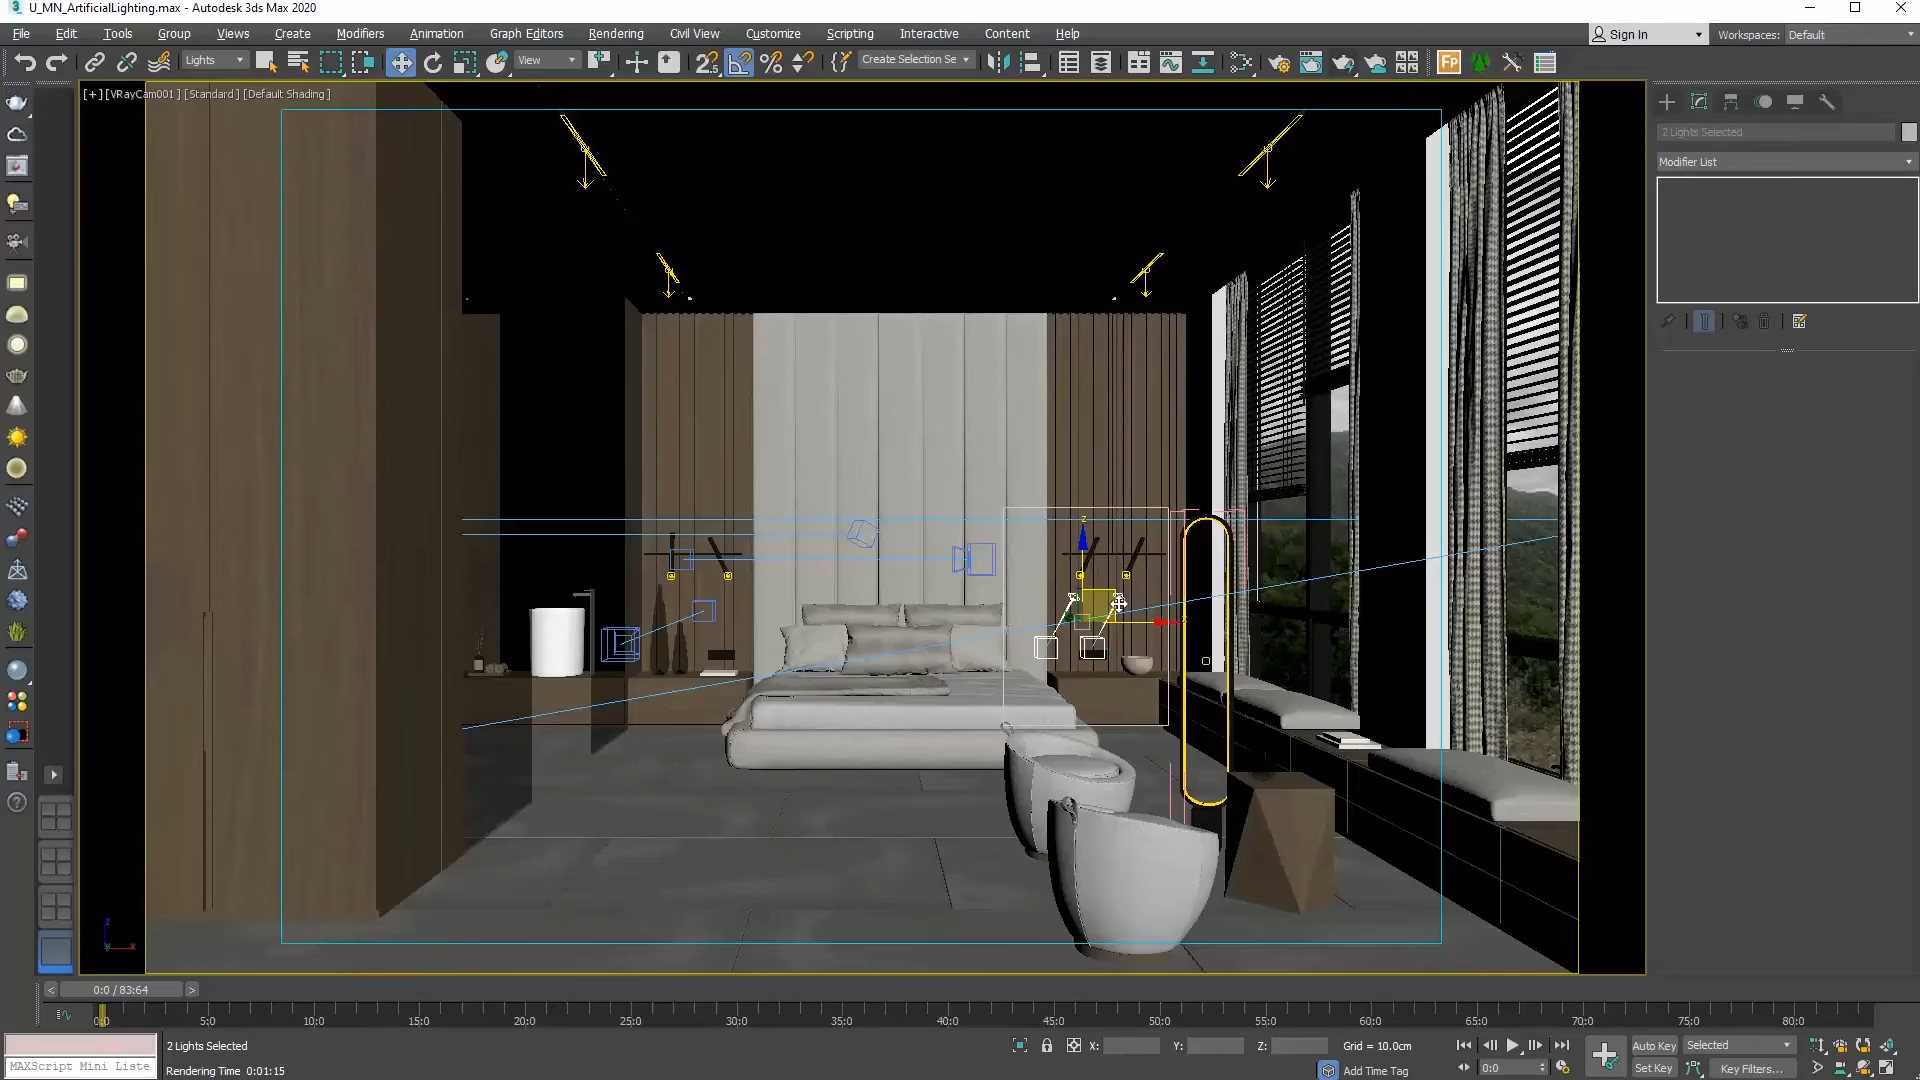 U_MN_ArtificialLighting.max - Autodesk 3ds Max 2020
File Edit Tools Group Views Create Modifiers Animation Graph Editors Rendering Civil View Customize Scripting Interactive Content Help
Sign In
Workspaces: Default
Lights
View
Create Selection Se
Fp
[+] [VRayCam001 ] [Standard ] [Default Shading ]
2 Lights Selected
Modifier List
z
z
x
0:0 / 83:64
0:0 5:0 10:0 15:0 20:0 25:0 30:0 35:0 40:0 45:0 50:0 55:0 60:0 65:0 70:0 75:0 80:0
2 Lights Selected
X: Y: Z: Grid = 10.0cm
Auto Key
Selected
MAXScript Mini Liste
Rendering Time 0:01:15
Add Time Tag
0:0
Set Key
Key Filters...